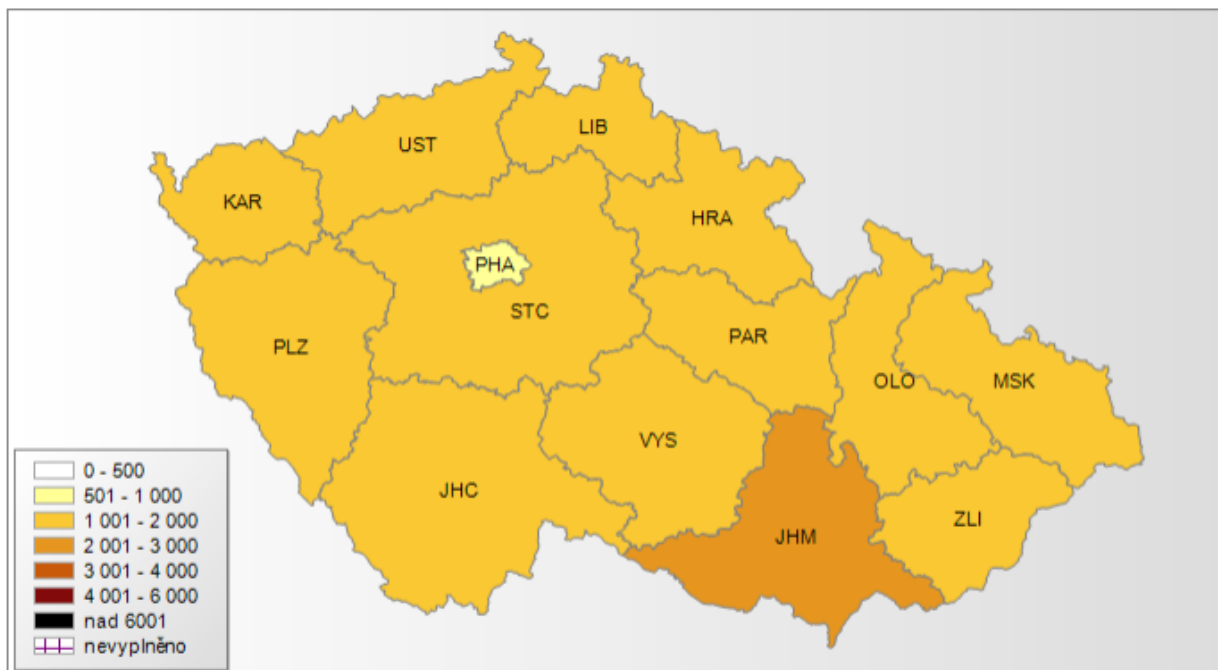 LIB
UST
KAR
HRA
PHA
STC
PAR
PLZ
OLO
MSK
VYS
JHC
ZLI
JHM
0 - 500
501 - 1 000
1 001 - 2 000
2 001 - 3 000
3 001 - 4 000
4 001 - 6 000
nad 6001
nevyplněno